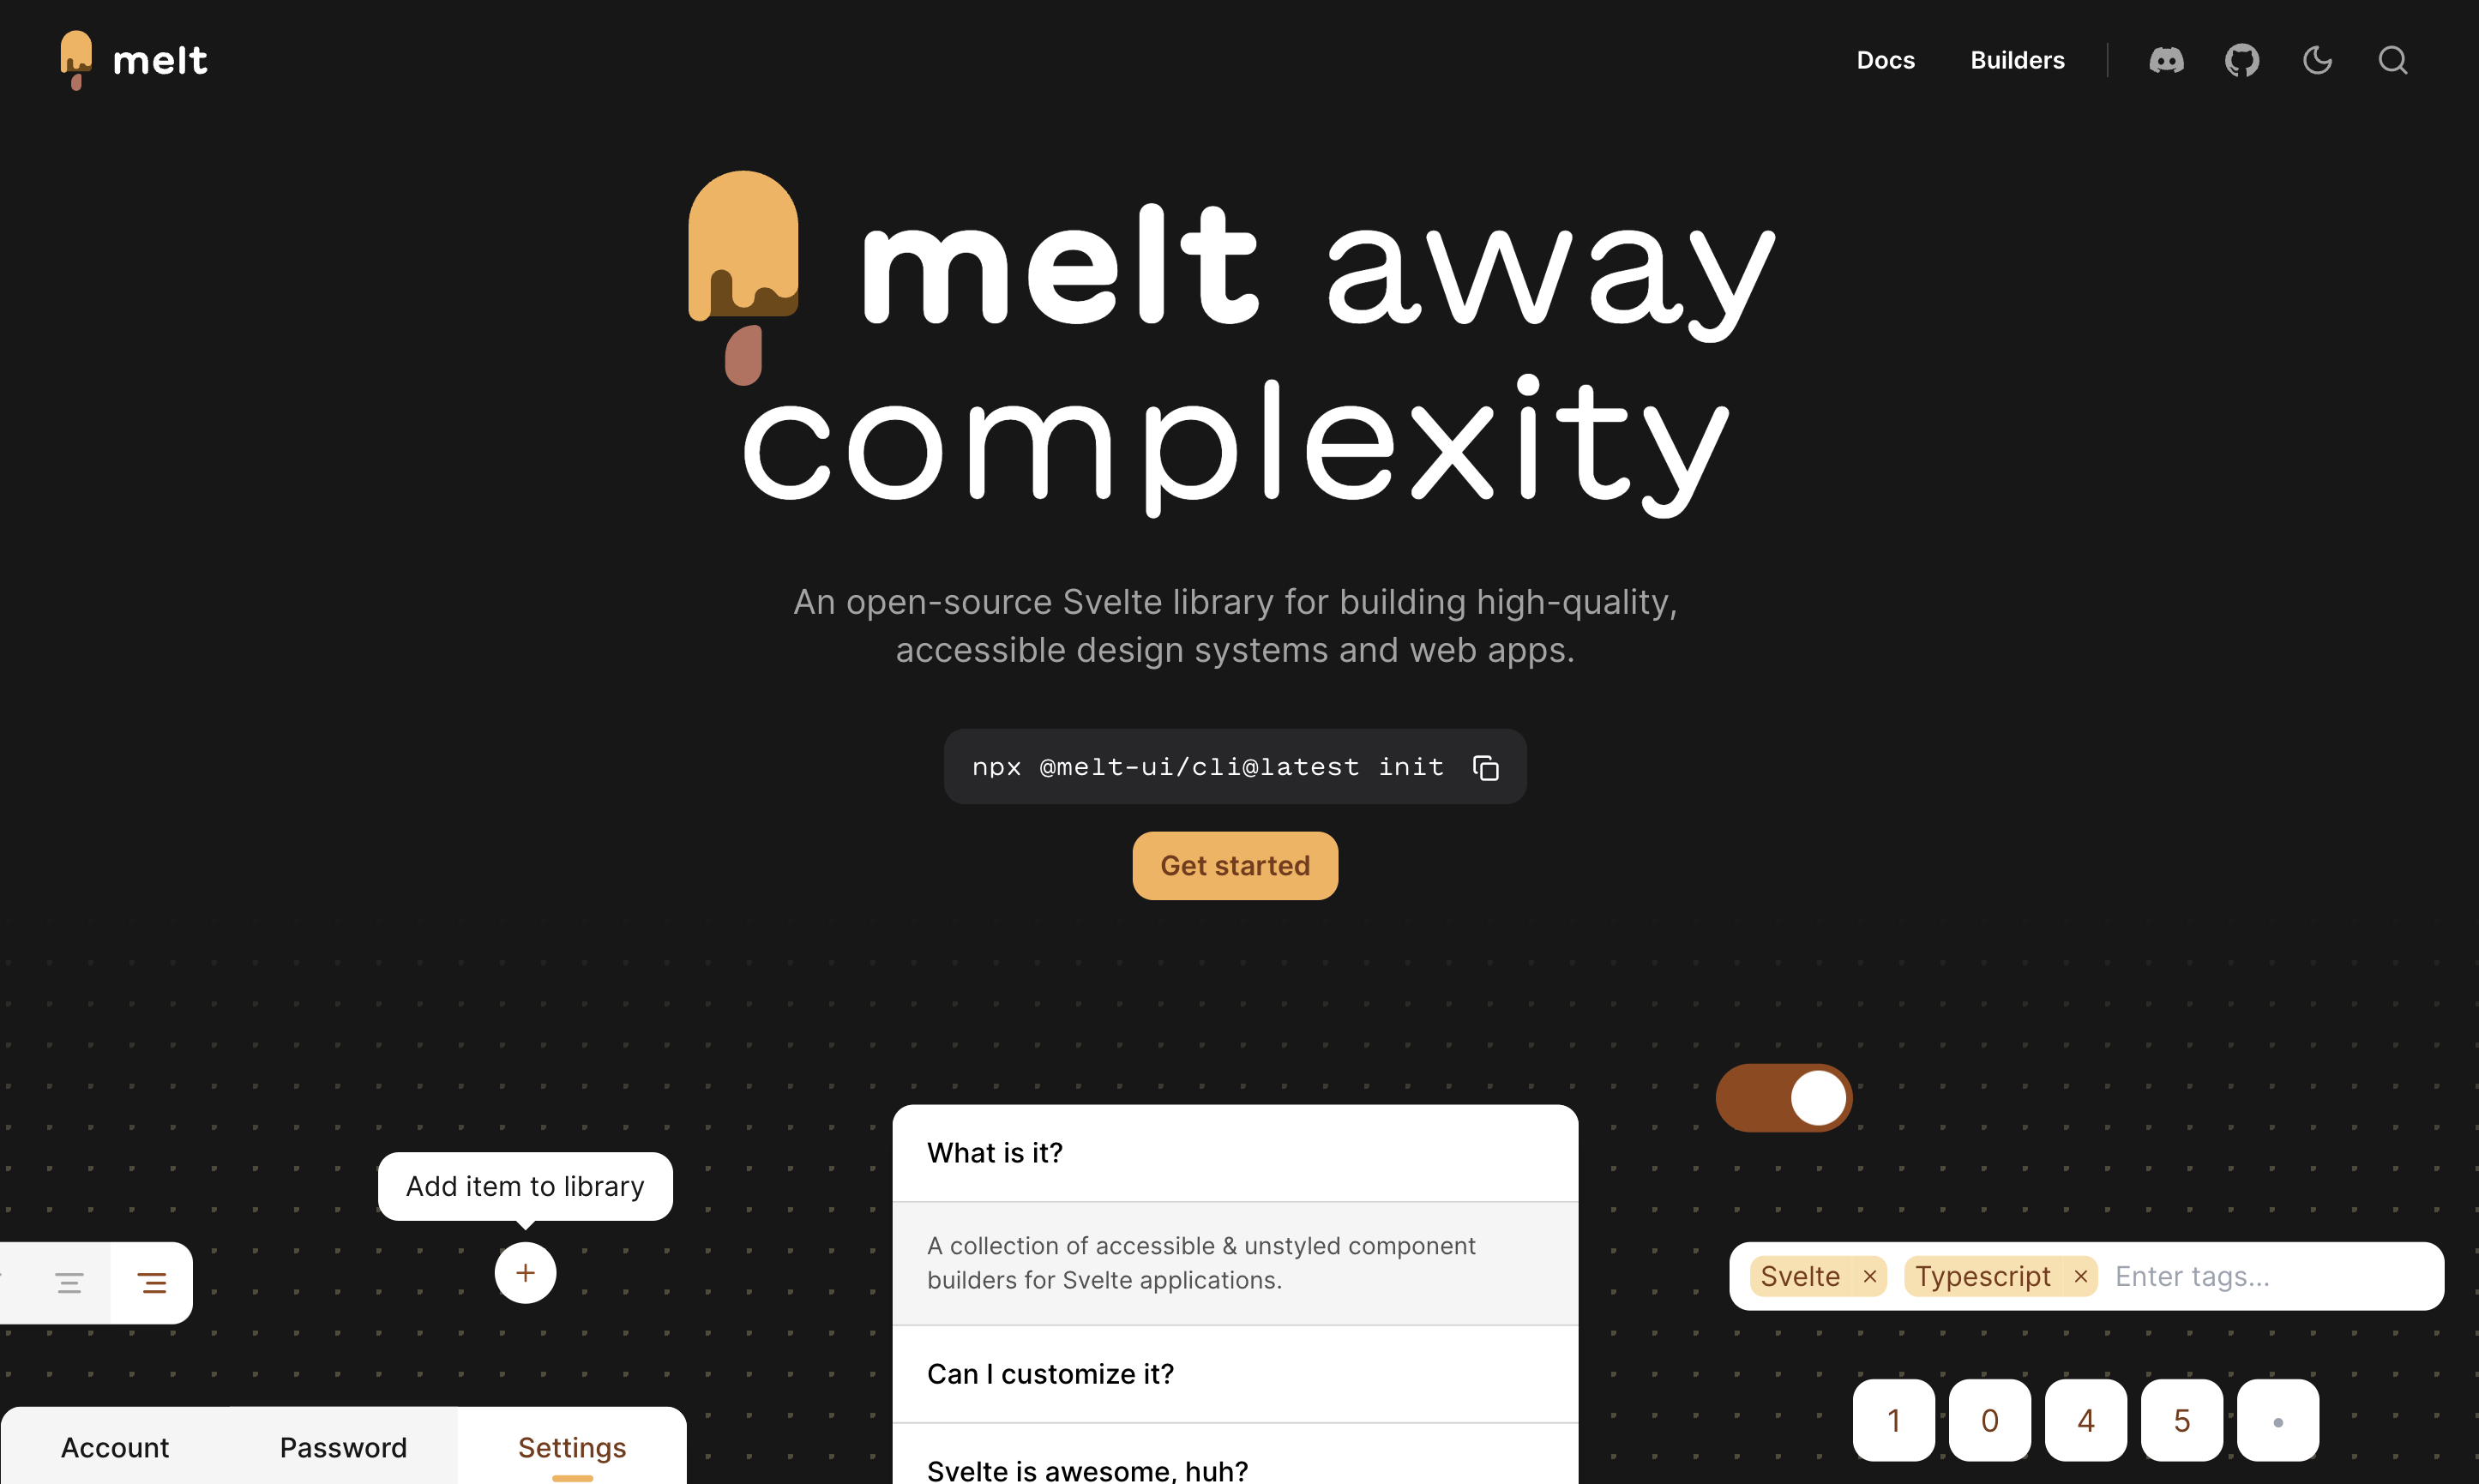 melt
Docs
Builders
melt away
complexity
An open-source Svelte library for building high-quality,
accessible design systems and web apps.
npx @melt-ui/cli@latest init
Get started
Add item to library
Account
Password
Settings
What is it?
A collection of accessible & unstyled component
builders for Svelte applications.
Can I customize it?
Svelte is awesome, huh?
Svelte × Typescript × Enter tags...
1 0 4 5